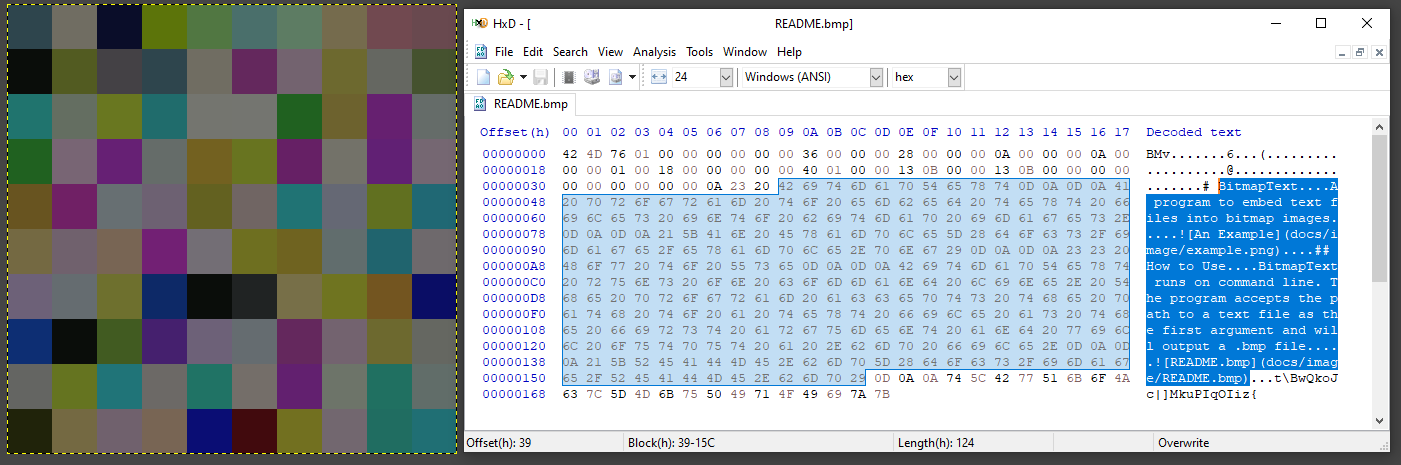 HxD - [ README.bmp]
File Edit Search View Analysis Tools Window Help
24 Windows (ANSI) hex
README.bmp
Offset(h) 00 01 02 03 04 05 06 07 08 09 0A 0B 0C 0D 0E 0F 10 11 12 13 14 15 16 17 Decoded text
00000000 42 4D 76 01 00 00 00 00 00 00 36 00 00 00 28 00 00 00 0A 00 00 00 0A 00 BMv.......6...(.........
00000018 00 00 01 00 18 00 00 00 00 00 40 01 00 00 13 0B 00 00 13 0B 00 00 00 00 ..........@.............
00000030 00 00 00 00 00 00 0A 23 20 42 69 74 6D 61 70 54 65 78 74 0D 0A 0D 0A 41 .......# BitmapText....A
00000048 20 70 72 6F 67 72 61 6D 20 74 6F 20 65 6D 62 65 64 20 74 65 78 74 20 66  program to embed text f
00000060 69 6C 65 73 20 69 6E 74 6F 20 62 69 74 6D 61 70 20 69 6D 61 67 65 73 2E iles into bitmap images.
00000078 0D 0A 0D 0A 21 5B 41 6E 20 45 78 61 6D 70 6C 65 5D 28 64 6F 63 73 2F 69 ....![An Example](docs/i
00000090 6D 61 67 65 2F 65 78 61 6D 70 6C 65 2E 70 6E 67 29 0D 0A 0D 0A 23 23 20 mage/example.png)....##
000000A8 48 6F 77 20 74 6F 20 55 73 65 0D 0A 0D 0A 42 69 74 6D 61 70 54 65 78 74 How to Use....BitmapText
000000C0 20 72 75 6E 73 20 6F 6E 20 63 6F 6D 6D 61 6E 64 20 6C 69 6E 65 2E 20 54  runs on command line. T
000000D8 68 65 20 70 72 6F 67 72 61 6D 20 61 63 63 65 70 74 73 20 74 68 65 20 70 he program accepts the p
000000F0 61 74 68 20 74 6F 20 61 20 74 65 78 74 20 66 69 6C 65 20 61 73 20 74 68 ath to a text file as th
00000108 65 20 66 69 72 73 74 20 61 72 67 75 6D 65 6E 74 20 61 6E 64 20 77 69 6C e first argument and wil
00000120 6C 20 6F 75 74 70 75 74 20 61 20 2E 62 6D 70 20 66 69 6C 65 2E 0D 0A 0D l output a .bmp file....
00000138 0A 21 5B 52 45 41 44 4D 45 2E 62 6D 70 5D 28 64 6F 63 73 2F 69 6D 61 67 .![README.bmp](docs/imag
00000150 65 2F 52 45 41 44 4D 45 2E 62 6D 70 29 0D 0A 0A 74 5C 42 77 51 6B 6F 4A e/README.bmp)...t\BwQkoJ
00000168 63 7C 5D 4D 6B 75 50 49 71 4F 49 69 7A 7B c|]MkuPIqOIiz{
Offset(h): 39 Block(h): 39-15C Length(h): 124 Overwrite